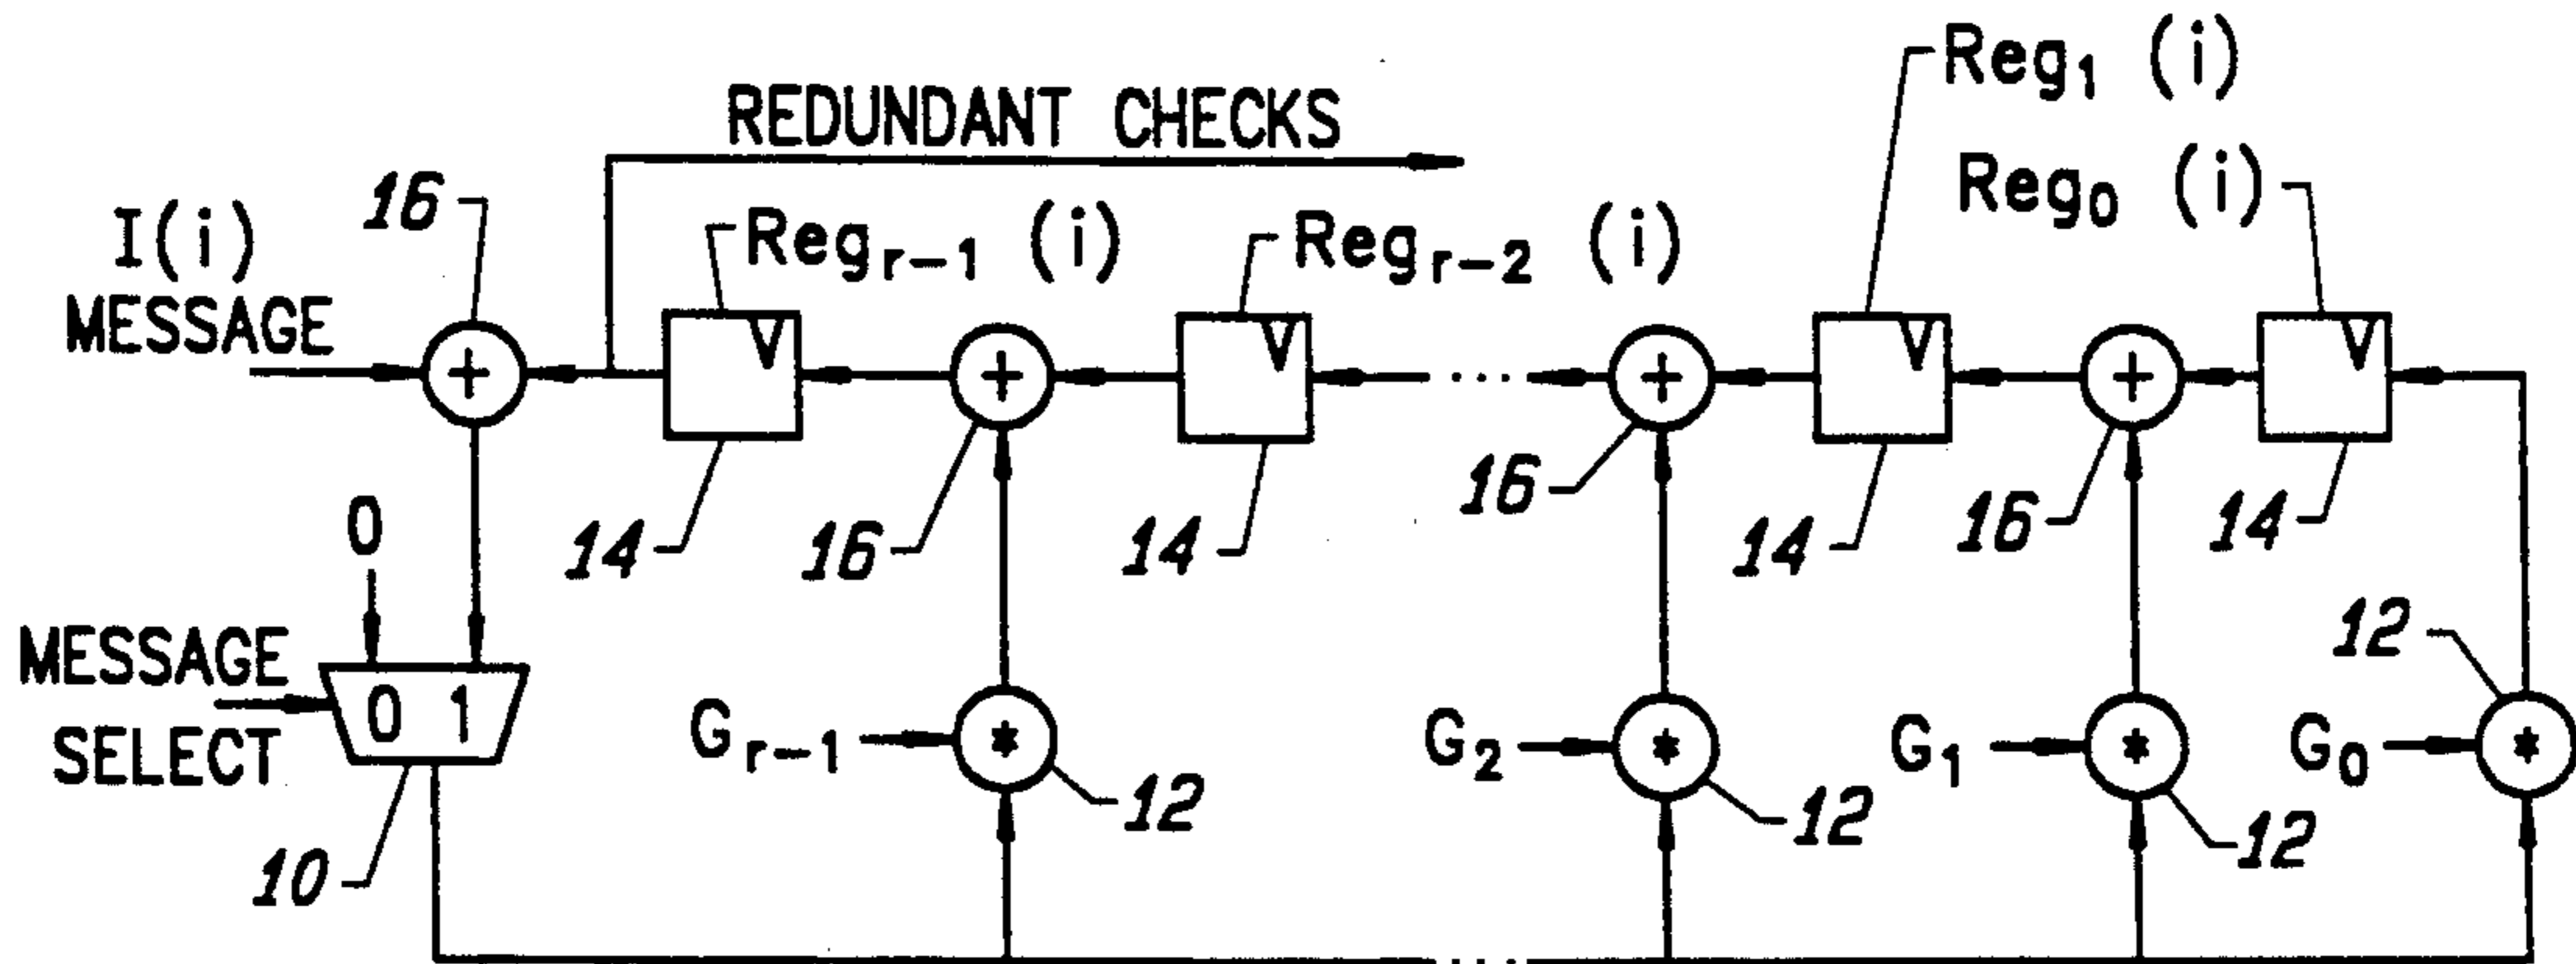 Reg₁ (i)
REDUNDANT CHECKS
Reg₀ (i)
16
I(i)
MESSAGE
Regᵣ₋₁ (i)
Regᵣ₋₂ (i)
+
V
+
V
...
+
V
+
V
14
16
14
16
14
16
14
0
MESSAGE
SELECT
0 1
Gᵣ₋₁
*
12
G₂
*
12
G₁
*
12
G₀
*
12
10
...